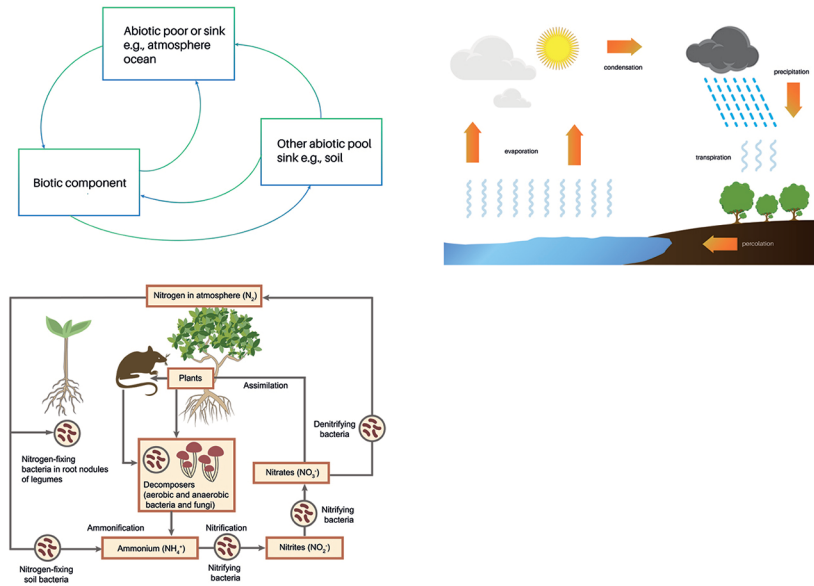 Abiotic poor or sink
e.g., atmosphere
ocean
Other abiotic pool
sink e.g., soil
Biotic component
condensation
precipitation
evaporation
transpiration
percolation
Nitrogen in atmosphere (N₂)
Plants
Assimilation
Denitrifying
bacteria
Nitrogen-fixing
bacteria in root nodules
of legumes
Decomposers
(aerobic and anaerobic
bacteria and fungi)
Nitrates (NO₃⁻)
Nitrifying
bacteria
Ammonification
Nitrification
Ammonium (NH₄⁺)
Nitrites (NO₂⁻)
Nitrogen-fixing
soil bacteria
Nitrifying
bacteria